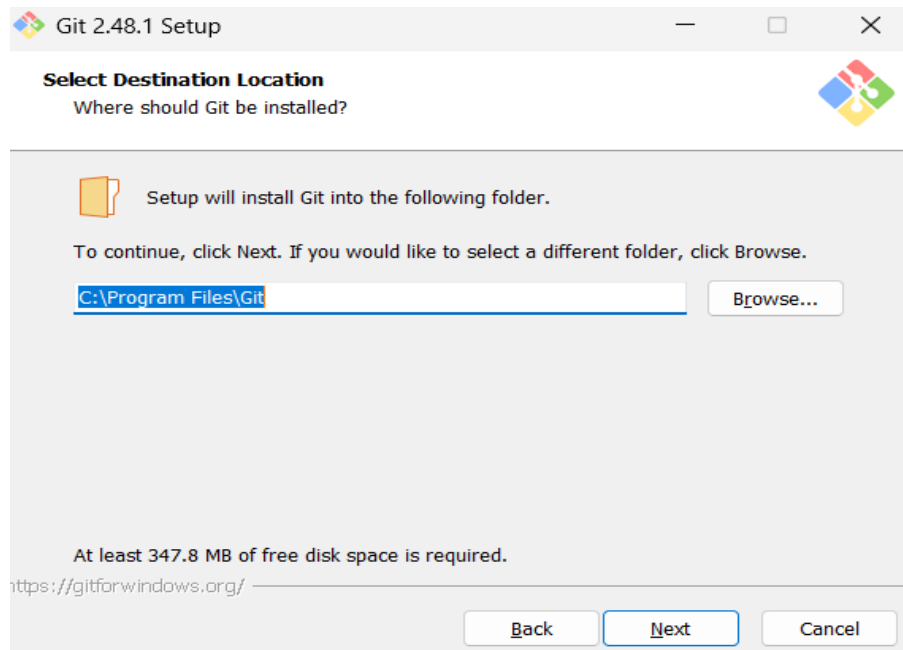 Git 2.48.1 Setup
Select Destination Location
Where should Git be installed?
Setup will install Git into the following folder.
To continue, click Next. If you would like to select a different folder, click Browse.
C:\Program Files\Git
Browse...
At least 347.8 MB of free disk space is required.
https://gitforwindows.org/
Back
Next
Cancel